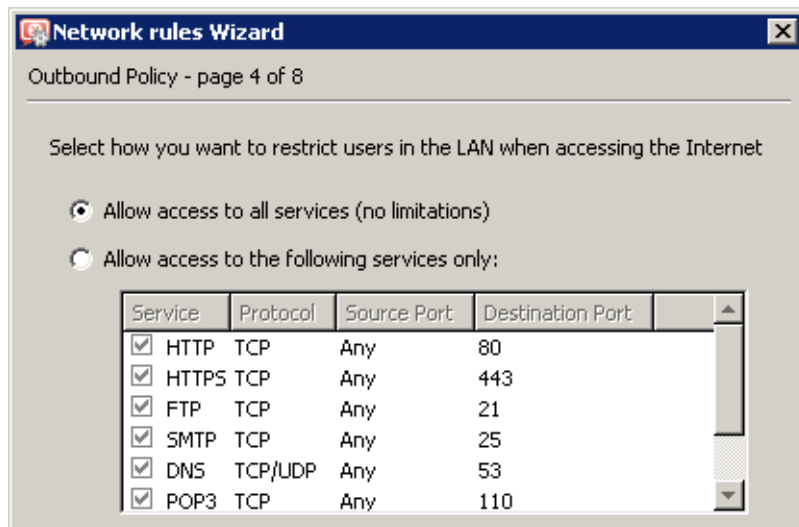 Network rules Wizard
Outbound Policy - page 4 of 8
Select how you want to restrict users in the LAN when accessing the Internet
Allow access to all services (no limitations)
Allow access to the following services only:
Service Protocol Source Port Destination Port
HTTP TCP Any 80
HTTPS TCP Any 443
FTP TCP Any 21
SMTP TCP Any 25
DNS TCP/UDP Any 53
POP3 TCP Any 110